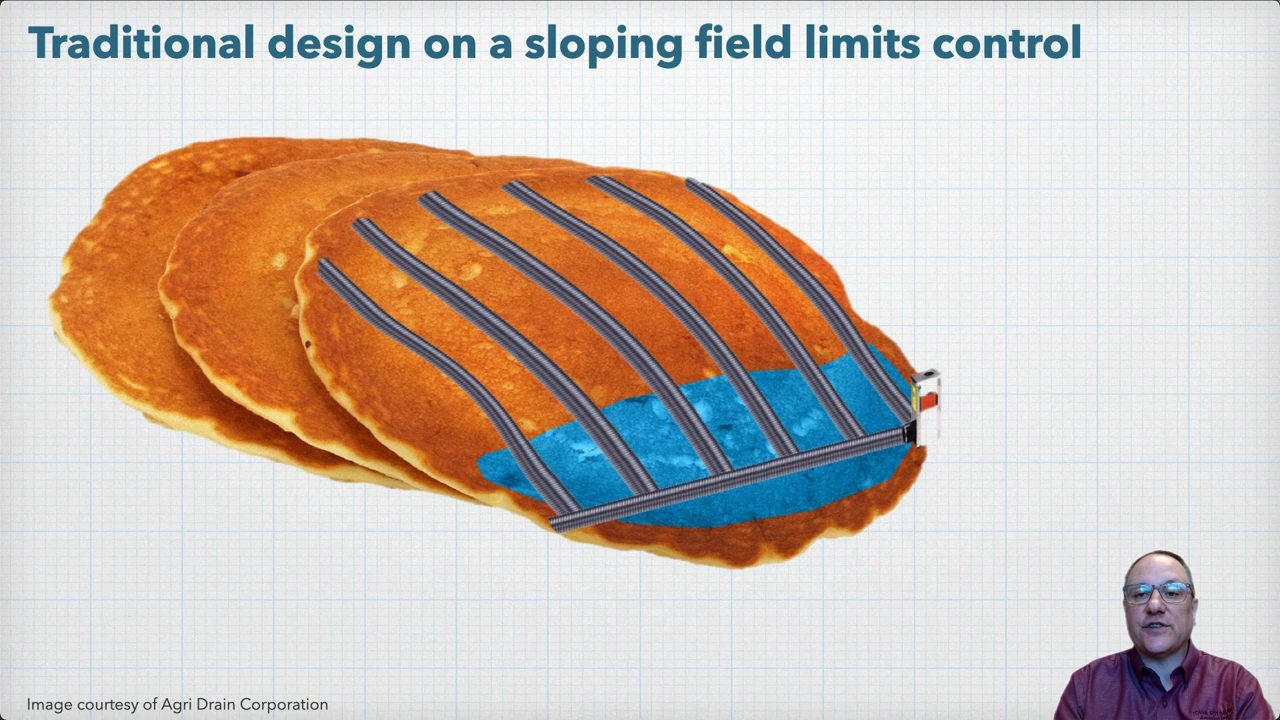 Traditional design on a sloping field limits control
Image courtesy of Agri Drain Corporation